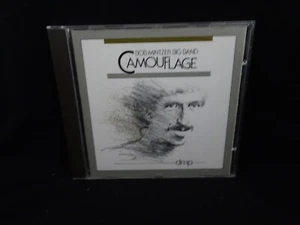 BOB MINTZER BIG BAND
CAMOUFLAGE
dmp